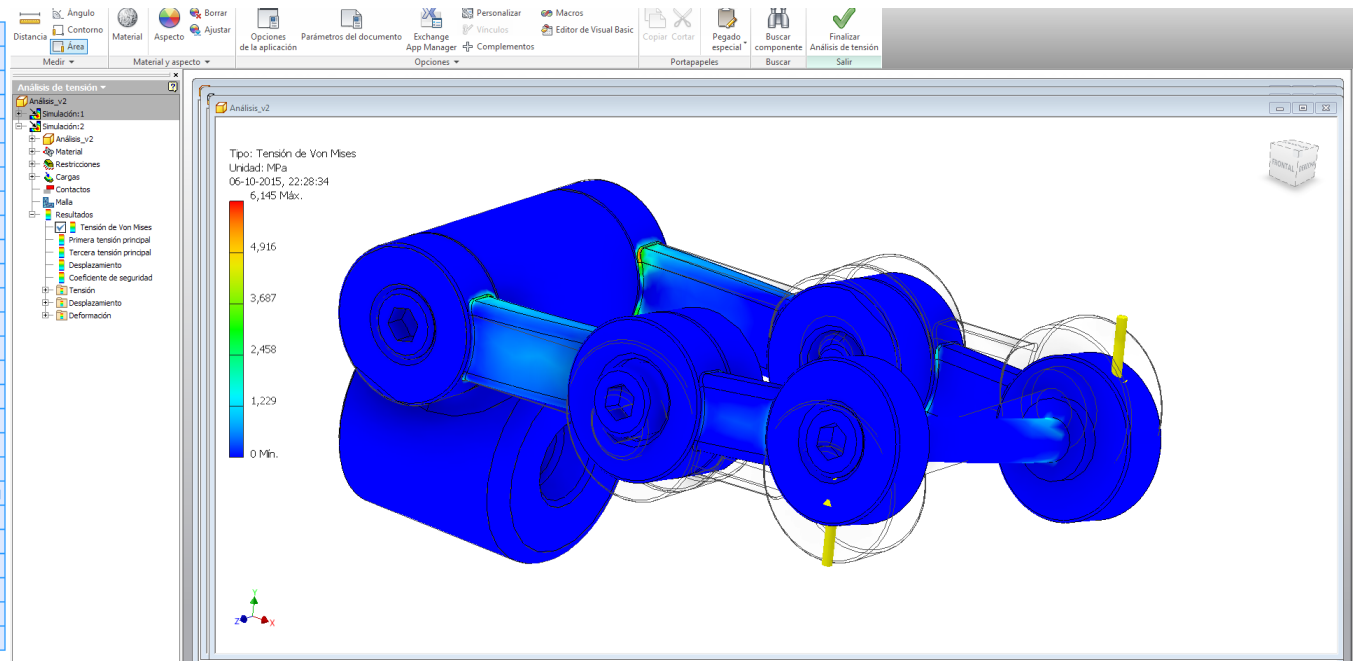 Ángulo
Contorno
Distancia
Área
Medir
Material
Aspecto
Borrar
Ajustar
Material y aspecto
Opciones
de la aplicación
Parámetros del documento
Exchange
App Manager
Personalizar
Vínculos
Complementos
Macros
Editor de Visual Basic
Opciones
Copiar Cortar
Pegado
especial
Portapapeles
Buscar
componente
Buscar
Finalizar
Análisis de tensión
Salir
Análisis de tensión
Análisis_v2
Simulación:1
Simulación:2
Análisis_v2
Material
Restricciones
Cargas
Contactos
Malla
Resultados
Tensión de Von Mises
Primera tensión principal
Tercera tensión principal
Desplazamiento
Coeficiente de seguridad
Tensión
Desplazamiento
Deformación
Análisis_v2
Tipo: Tensión de Von Mises
Unidad: MPa
06-10-2015, 22:28:34
6,145 Máx.
4,916
3,687
2,458
1,229
0 Mín.
FRONTAL
Y
Z
X